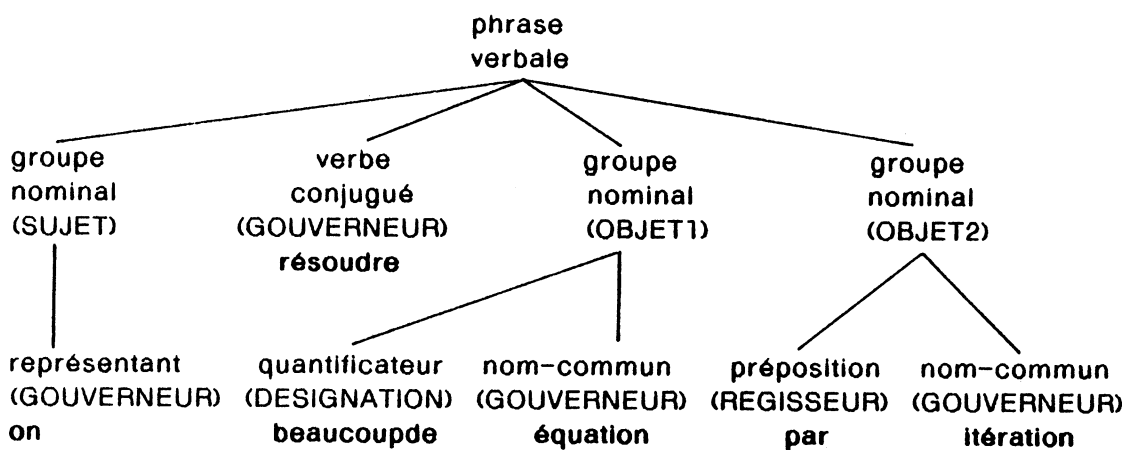 phrase
verbale
groupe verbe groupe groupe
nominal conjugué nominal nominal
(SUJET) (GOUVERNEUR) (OBJET1) (OBJET2)
résoudre
représentant quantificateur nom-commun préposition nom-commun
(GOUVERNEUR) (DESIGNATION) (GOUVERNEUR) (REGISSEUR) (GOUVERNEUR)
on beaucoupde équation par itération